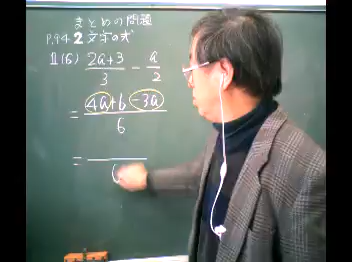 まとめの問題
P.94 2 文字の式
1(6) (2a+3)/3 - a/2
= (4a+6-3a)/6
=